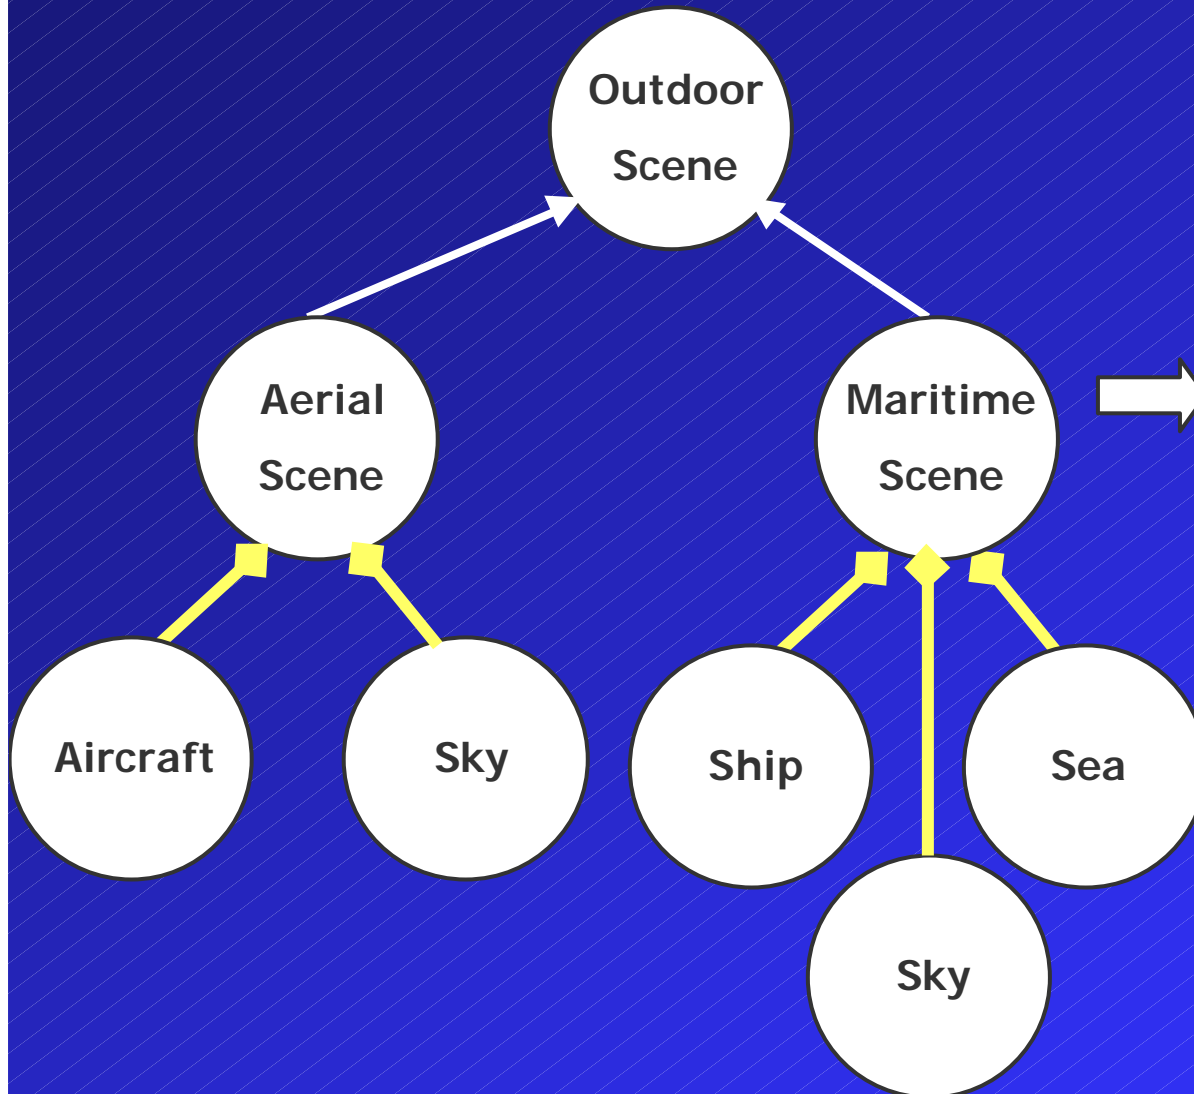 Outdoor
Scene
Aerial
Scene
Maritime
Scene
Aircraft
Sky
Ship
Sea
Sky